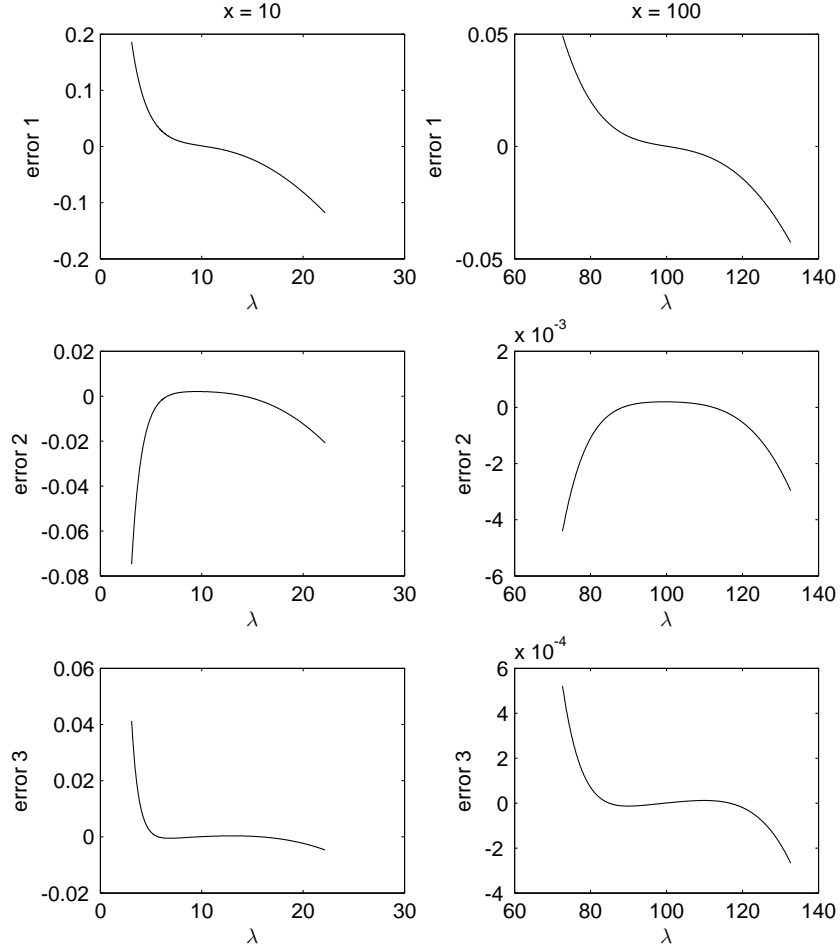 x = 10
0.2
0.1
0
-0.1
-0.2
error 1
0 10 20 30
λ
x = 100
0.05
0
-0.05
error 1
60 80 100 120 140
λ
0.02
0
-0.02
-0.04
-0.06
-0.08
error 2
0 10 20 30
λ
x 10^-3
2
0
-2
-4
-6
error 2
60 80 100 120 140
λ
0.06
0.04
0.02
0
-0.02
error 3
0 10 20 30
λ
x 10^-4
6
4
2
0
-2
-4
error 3
60 80 100 120 140
λ